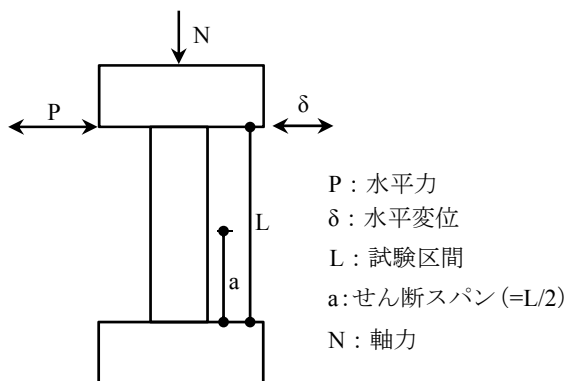 N
P
δ
L
a
P：水平力
δ：水平変位
L：試験区間
a：せん断スパン(=L/2)
N：軸力